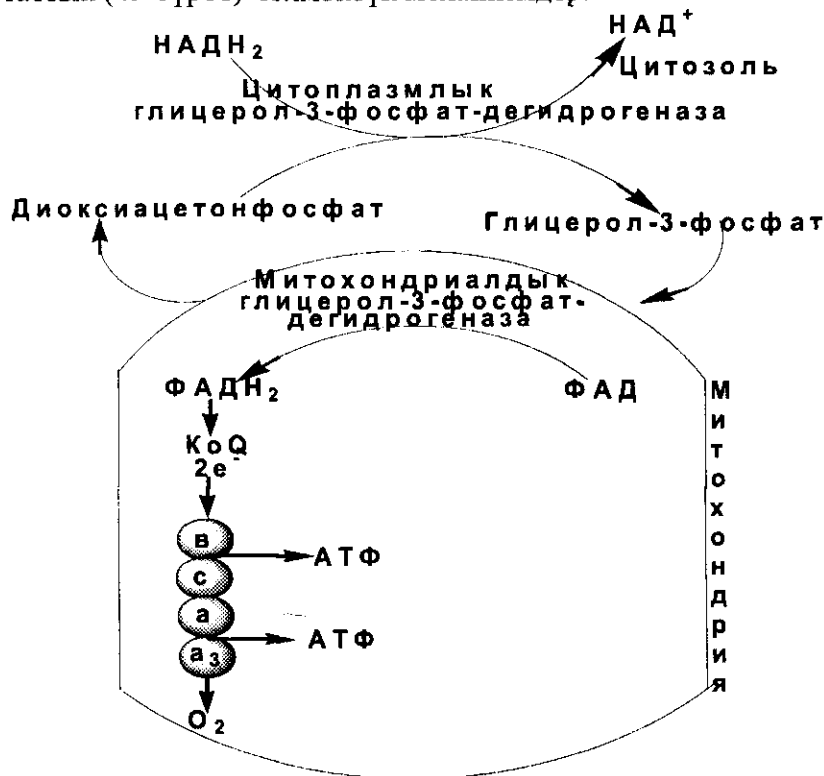 НАДН₂
НАД⁺
Цитозоль
Цитоплазмлык
глицерол-3-фосфат-дегидрогеназа
Диоксиацетонфосфат
Глицерол-3-фосфат
Митохондриалдык
глицерол-3-фосфат-
дегидрогеназа
ФАДН₂
ФАД
Митохондрия
КоQ
2е⁻
в
АТФ
с
а
АТФ
а₃
О₂